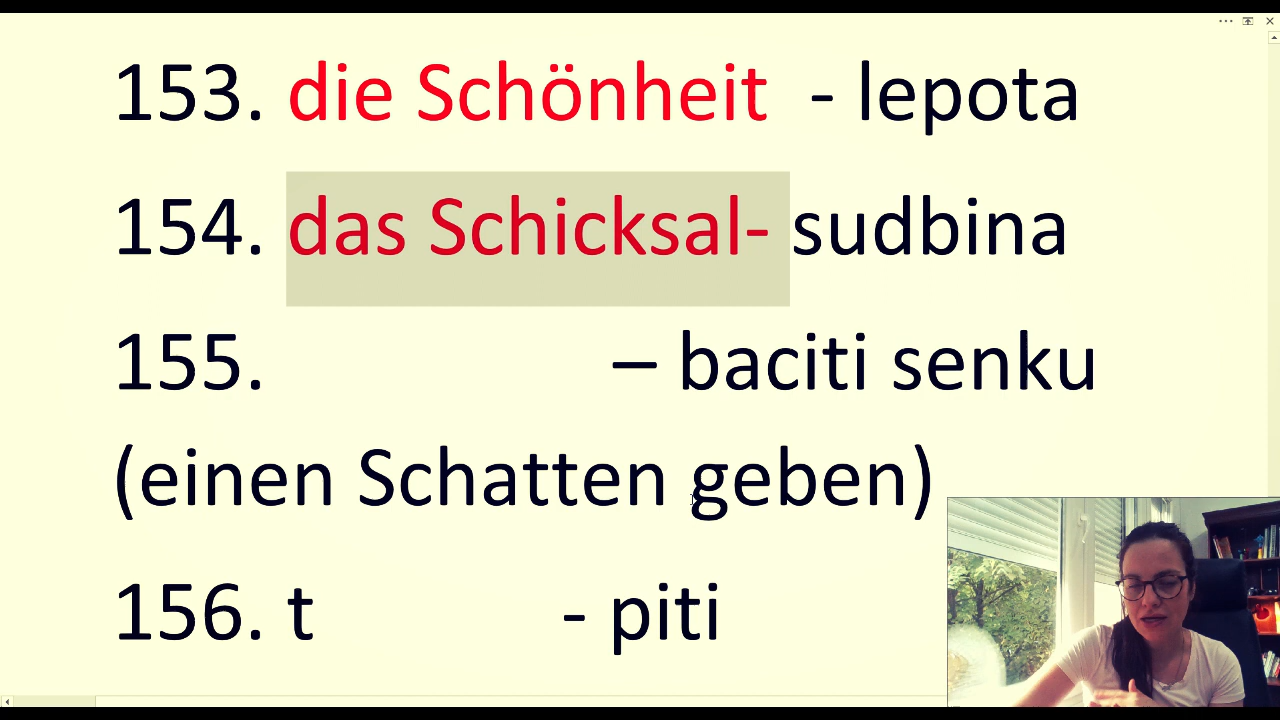 153. die Schönheit - lepota
154. das Schicksal- sudbina
155. – baciti senku
(einen Schatten geben)
156. t - piti